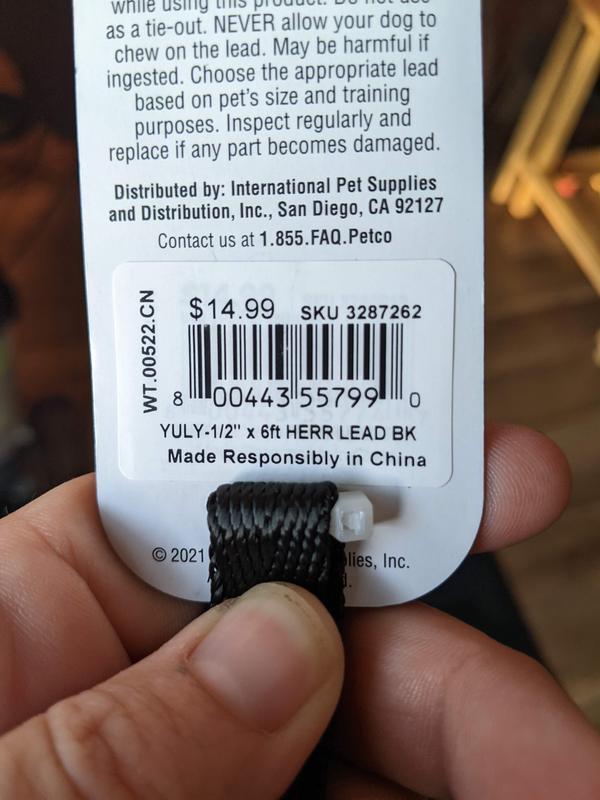 while using this product. Do not use
as a tie-out. NEVER allow your dog to
chew on the lead. May be harmful if
ingested. Choose the appropriate lead
based on pet's size and training
purposes. Inspect regularly and
replace if any part becomes damaged.
Distributed by: International Pet Supplies
and Distribution, Inc., San Diego, CA 92127
Contact us at 1.855.FAQ.Petco
WT.00522.CN
$14.99 SKU 3287262
8 00443 55799 0
YULY-1/2" x 6ft HERR LEAD BK
Made Responsibly in China
© 2021 plies, Inc.
d.